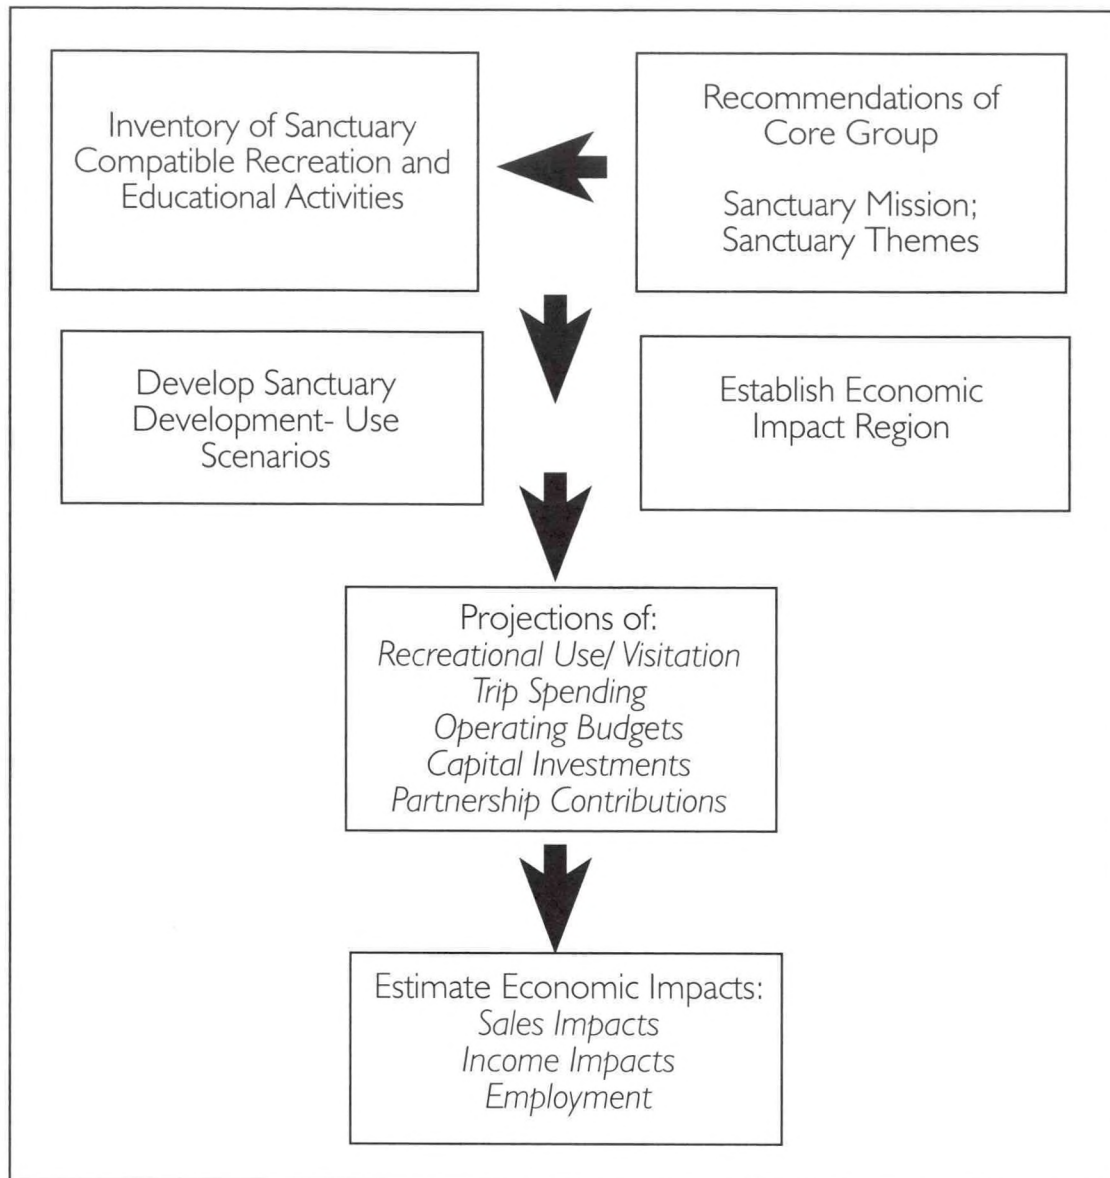 Inventory of Sanctuary
Compatible Recreation and
Educational Activities
Recommendations of
Core Group
Sanctuary Mission;
Sanctuary Themes
Develop Sanctuary
Development- Use
Scenarios
Establish Economic
Impact Region
Projections of:
Recreational Use/ Visitation
Trip Spending
Operating Budgets
Capital Investments
Partnership Contributions
Estimate Economic Impacts:
Sales Impacts
Income Impacts
Employment